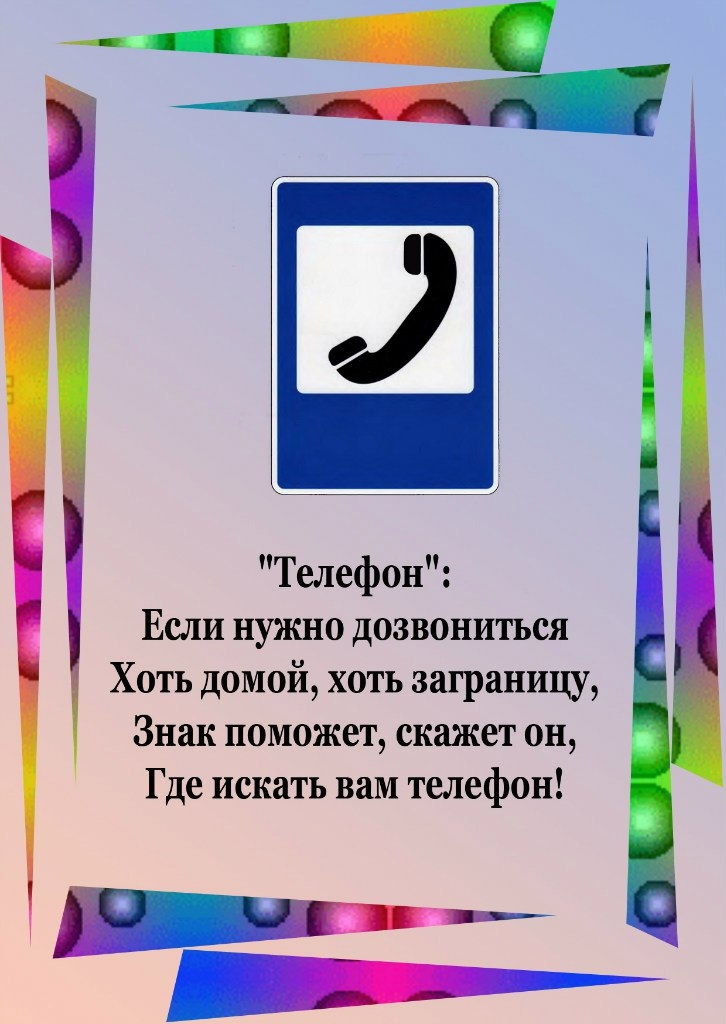 "Телефон":
Если нужно дозвониться
Хоть домой, хоть заграницу,
Знак поможет, скажет он,
Где искать вам телефон!